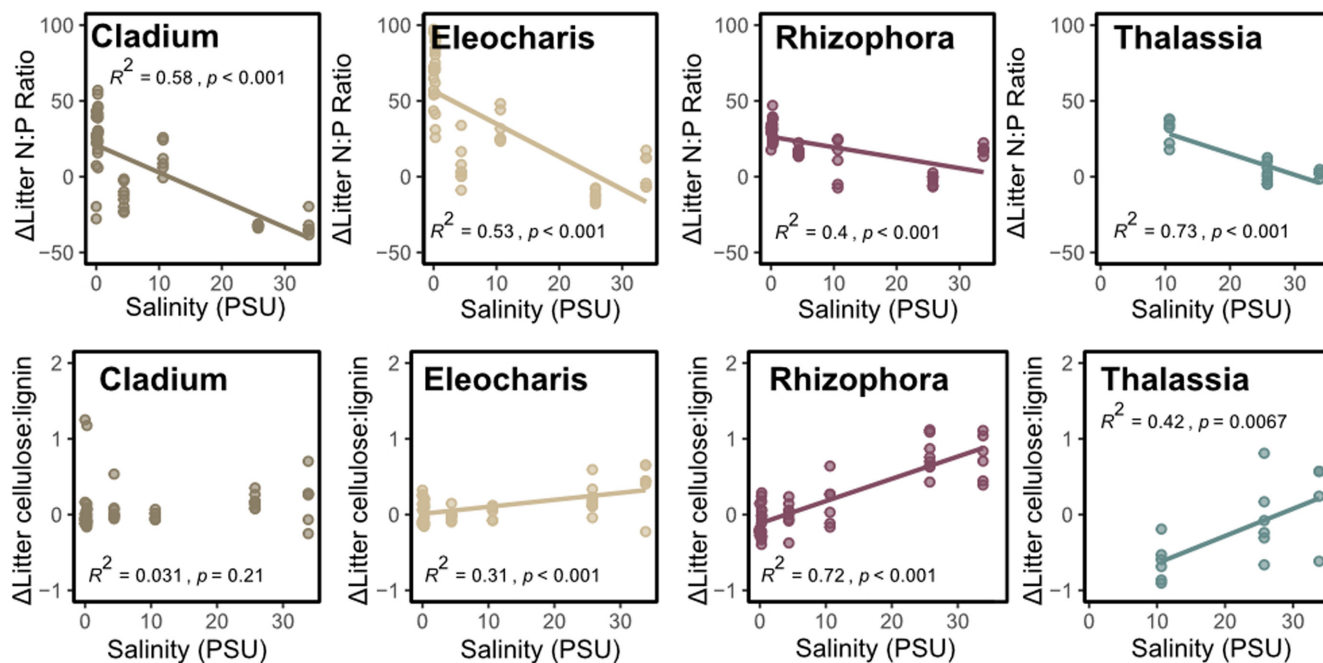 Cladium
R² = 0.58 , p < 0.001
ΔLitter N:P Ratio
100
50
0
−50
0 10 20 30
Salinity (PSU)
Eleocharis
R² = 0.53 , p < 0.001
ΔLitter N:P Ratio
100
50
0
−50
0 10 20 30
Salinity (PSU)
Rhizophora
R² = 0.4 , p < 0.001
ΔLitter N:P Ratio
100
50
0
−50
0 10 20 30
Salinity (PSU)
Thalassia
R² = 0.73 , p < 0.001
ΔLitter N:P Ratio
100
50
0
−50
0 10 20 30
Salinity (PSU)
Cladium
R² = 0.031 , p = 0.21
ΔLitter cellulose:lignin
2
1
0
−1
0 10 20 30
Salinity (PSU)
Eleocharis
R² = 0.31 , p < 0.001
ΔLitter cellulose:lignin
2
1
0
−1
0 10 20 30
Salinity (PSU)
Rhizophora
R² = 0.72 , p < 0.001
ΔLitter cellulose:lignin
2
1
0
−1
0 10 20 30
Salinity (PSU)
Thalassia
R² = 0.42 , p = 0.0067
ΔLitter cellulose:lignin
2
1
0
−1
0 10 20 30
Salinity (PSU)